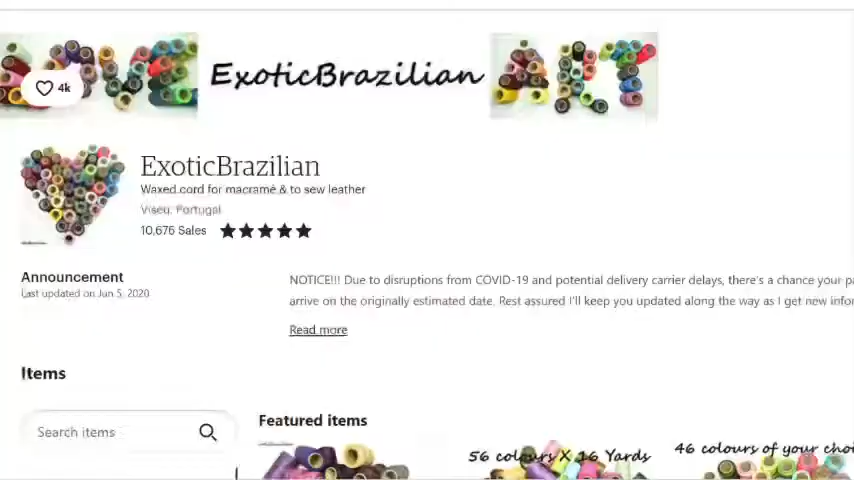 4k
LOVE
ExoticBrazilian
ART
ExoticBrazilian
Waxed cord for macramé & to sew leather
Viseu, Portugal
10,676 Sales
Announcement
Last updated on Jun 5, 2020
NOTICE!!! Due to disruptions from COVID-19 and potential delivery carrier delays, there's a chance your
arrive on the originally estimated date. Rest assured I'll keep you updated along the way as I get new
Read more
Items
Search items
Featured items
56 colours X 16 Yards
46 colours of your